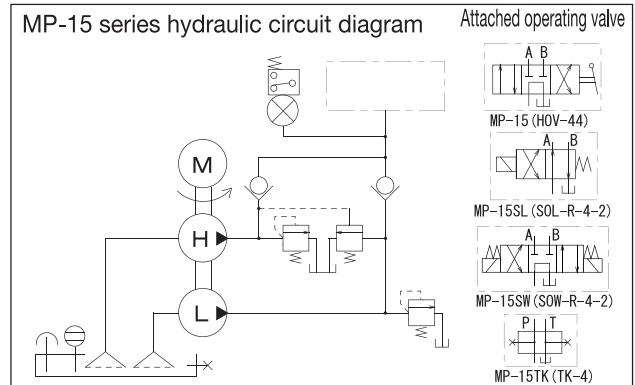 MP-15 series hydraulic circuit diagram
Attached operating valve
A B
MP-15 (HOV-44)
A B
MP-15SL (SOL-R-4-2)
A B
MP-15SW (SOW-R-4-2)
P T
MP-15TK (TK-4)
M
H
L